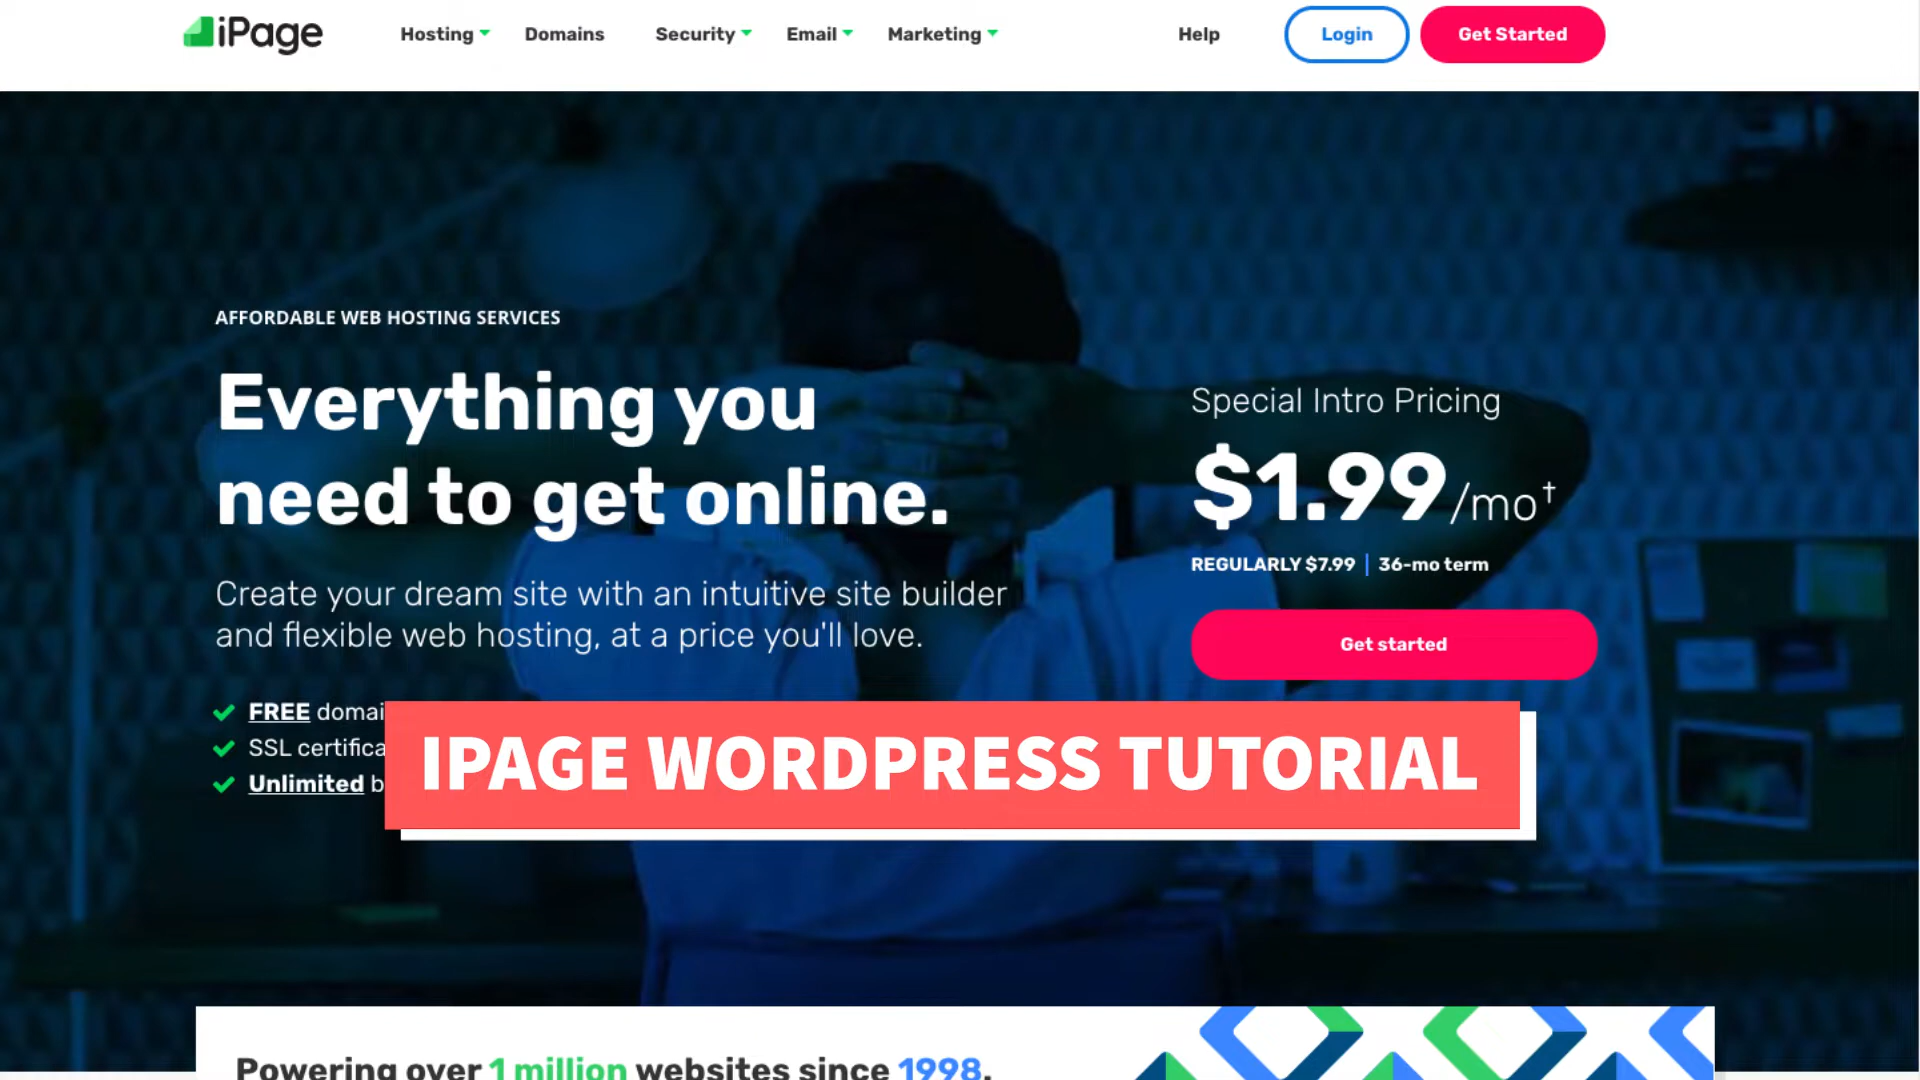 iPage
Hosting Domains Security Email Marketing Help Login Get Started
AFFORDABLE WEB HOSTING SERVICES
Everything you
need to get online.
Create your dream site with an intuitive site builder
and flexible web hosting, at a price you'll love.
FREE
SSL
Unlimited
Special Intro Pricing
$1.99/mo†
REGULARLY $7.99 | 36-mo term
Get started
IPAGE WORDPRESS TUTORIAL
Powering over 1 million websites since 1998.